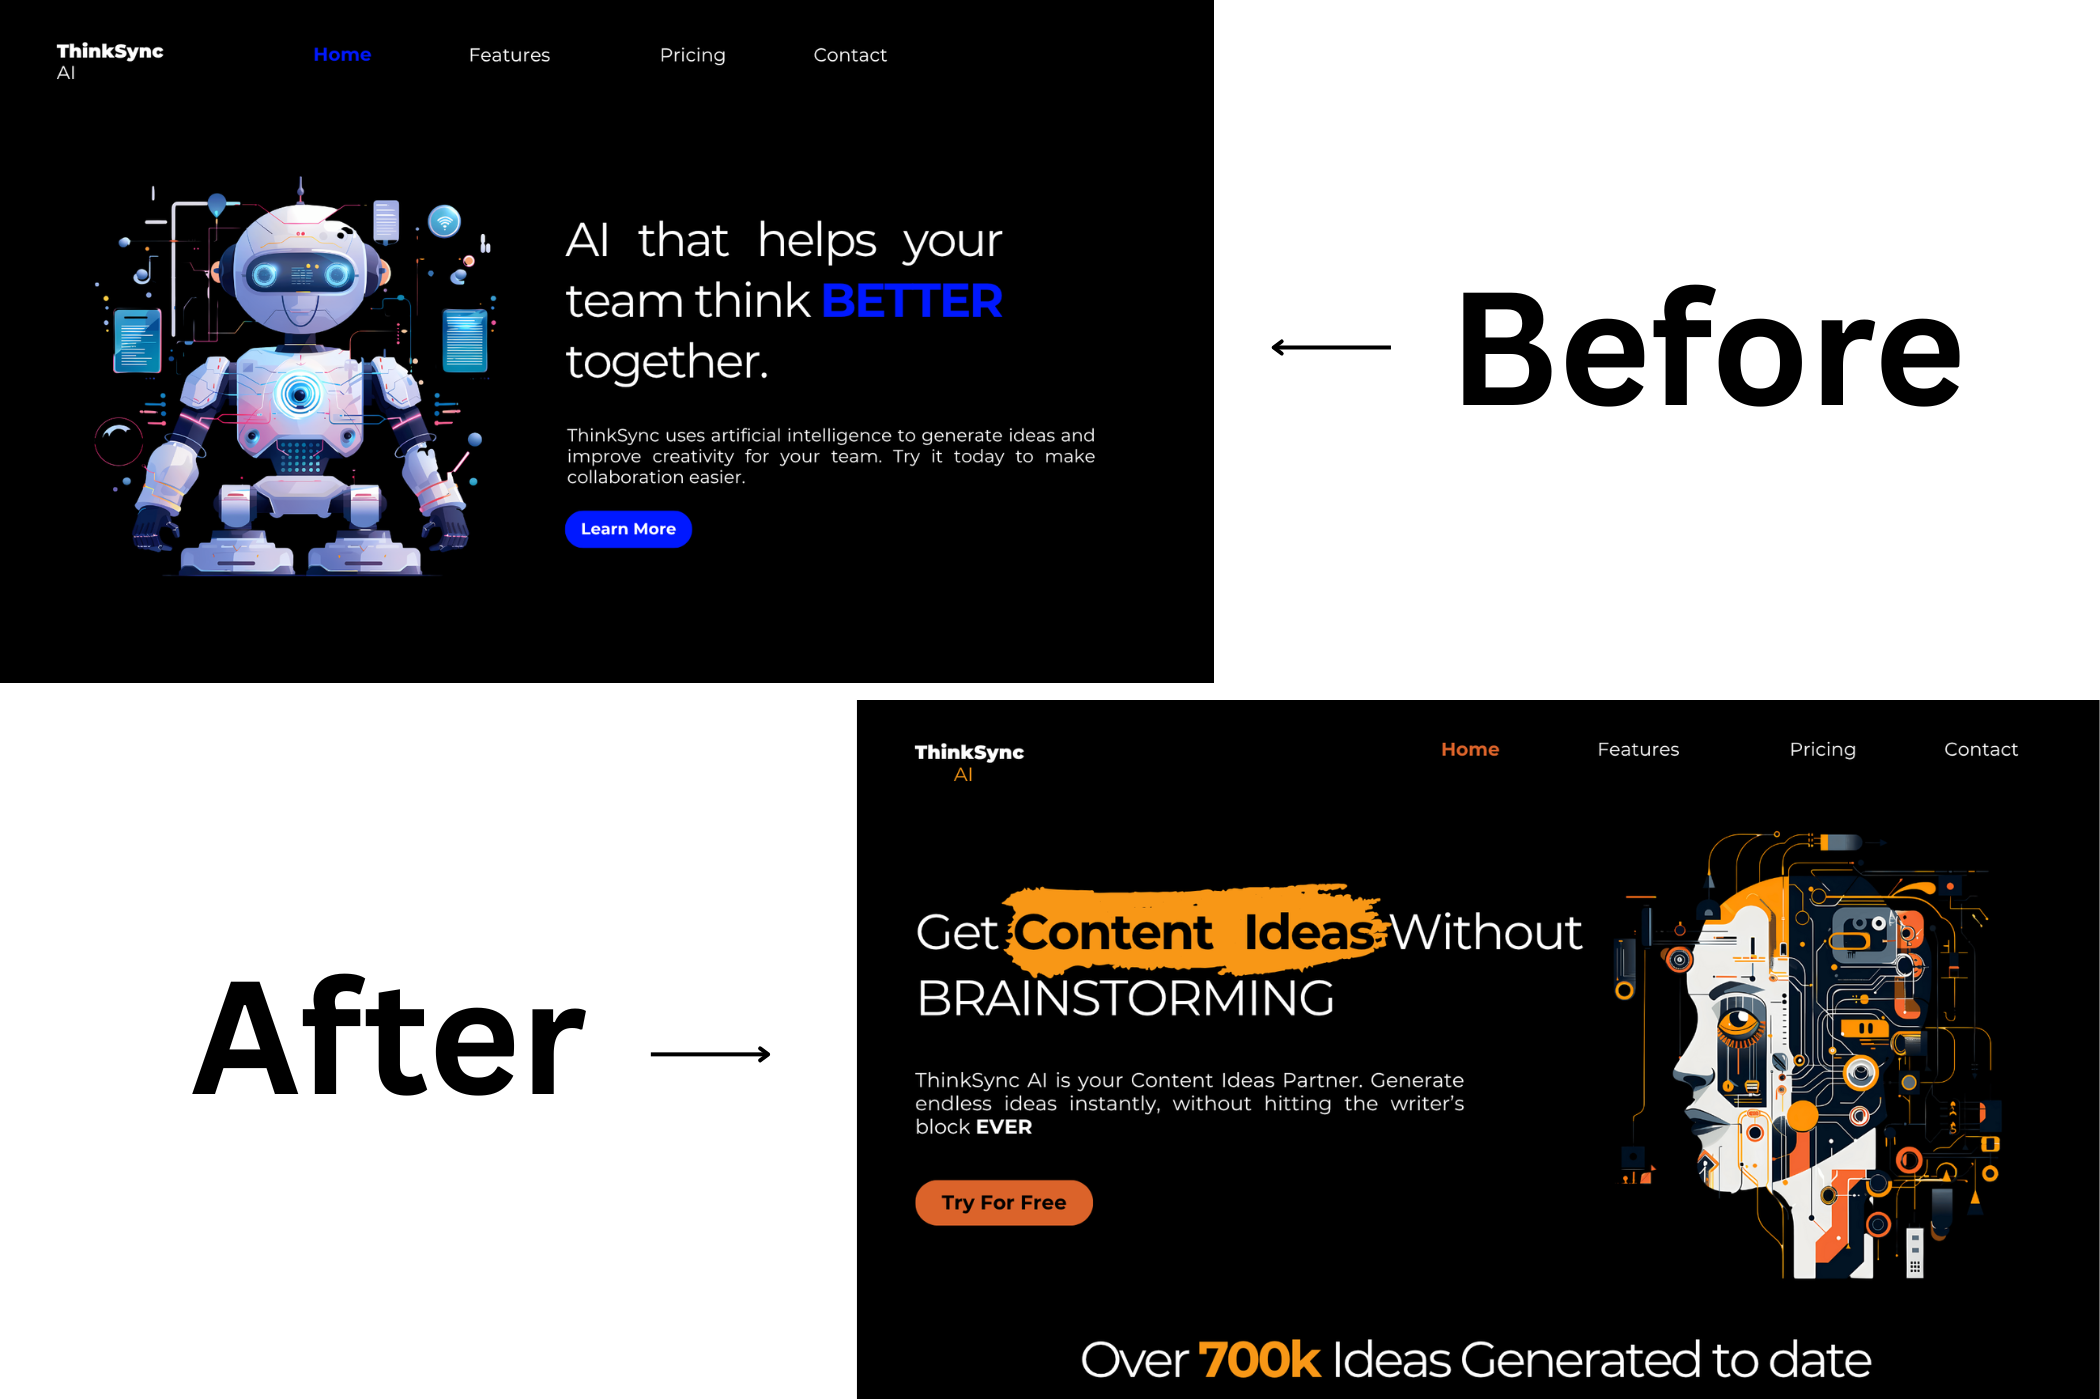 ThinkSync
AI
Home Features Pricing Contact
AI that helps your
team think BETTER
together.
ThinkSync uses artificial intelligence to generate ideas and
improve creativity for your team. Try it today to make
collaboration easier.
Learn More
Before
After
ThinkSync
AI
Home Features Pricing Contact
Get Content Ideas Without
BRAINSTORMING
ThinkSync AI is your Content Ideas Partner. Generate
endless ideas instantly, without hitting the writer’s
block EVER
Try For Free
Over 700k Ideas Generated to date